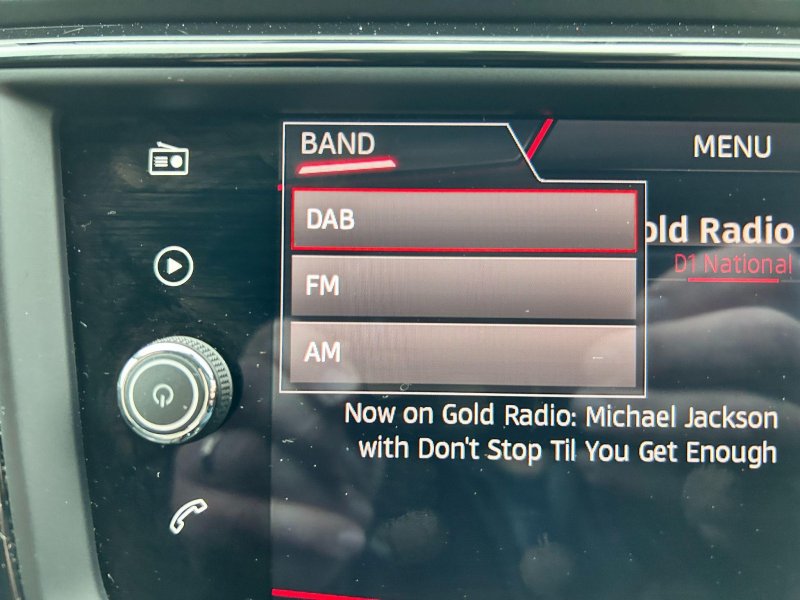 BAND
MENU
DAB
old Radio
D1 National
FM
AM
Now on Gold Radio: Michael Jackson
with Don't Stop Til You Get Enough